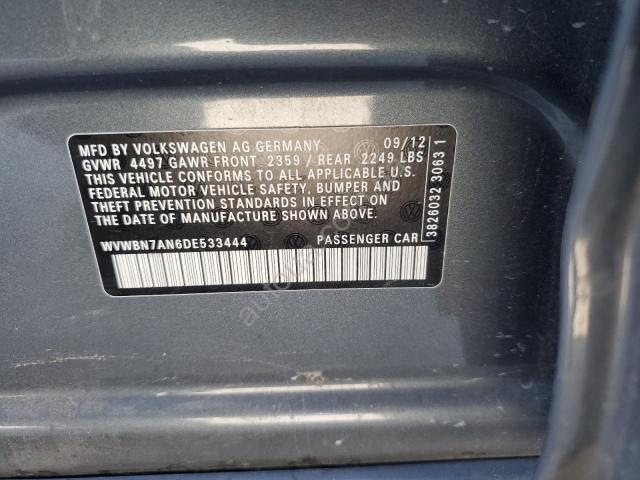 MFD BY VOLKSWAGEN AG GERMANY 09/12
GVWR 4497 GAWR FRONT 2359 / REAR 2249 LBS
THIS VEHICLE CONFORMS TO ALL APPLICABLE U.S.
FEDERAL MOTOR VEHICLE SAFETY, BUMPER AND
THEFT PREVENTION STANDARDS IN EFFECT ON
THE DATE OF MANUFACTURE SHOWN ABOVE.
WVWBN7AN6DE533444 PASSENGER CAR
3826032 3063 1